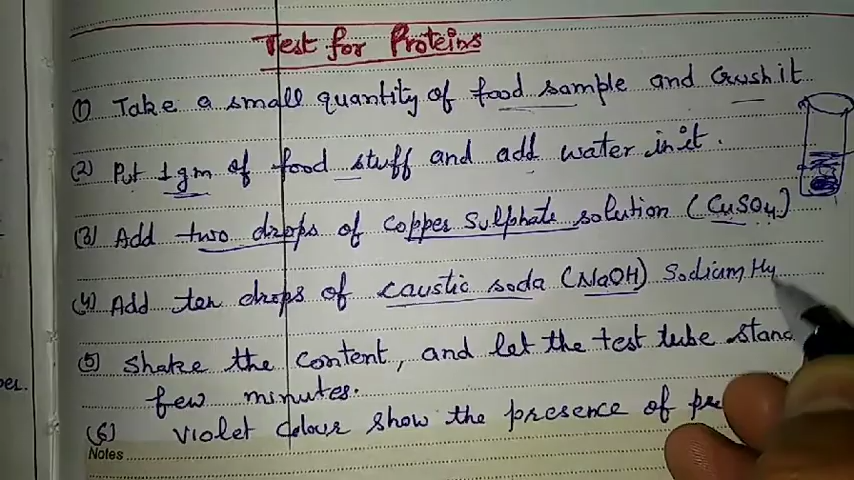 Test for Proteins
(1) Take a small quantity of food sample and Crush it
(2) Put 1gm of food stuff and add water in it.
(3) Add two drops of copper sulphate solution (CuSO4)
(4) Add ten drops of caustic soda (NaOH) Sodium Hy
(5) shake the content, and let the test tube stand
few minutes.
(6) violet colour show the presence of
Notes